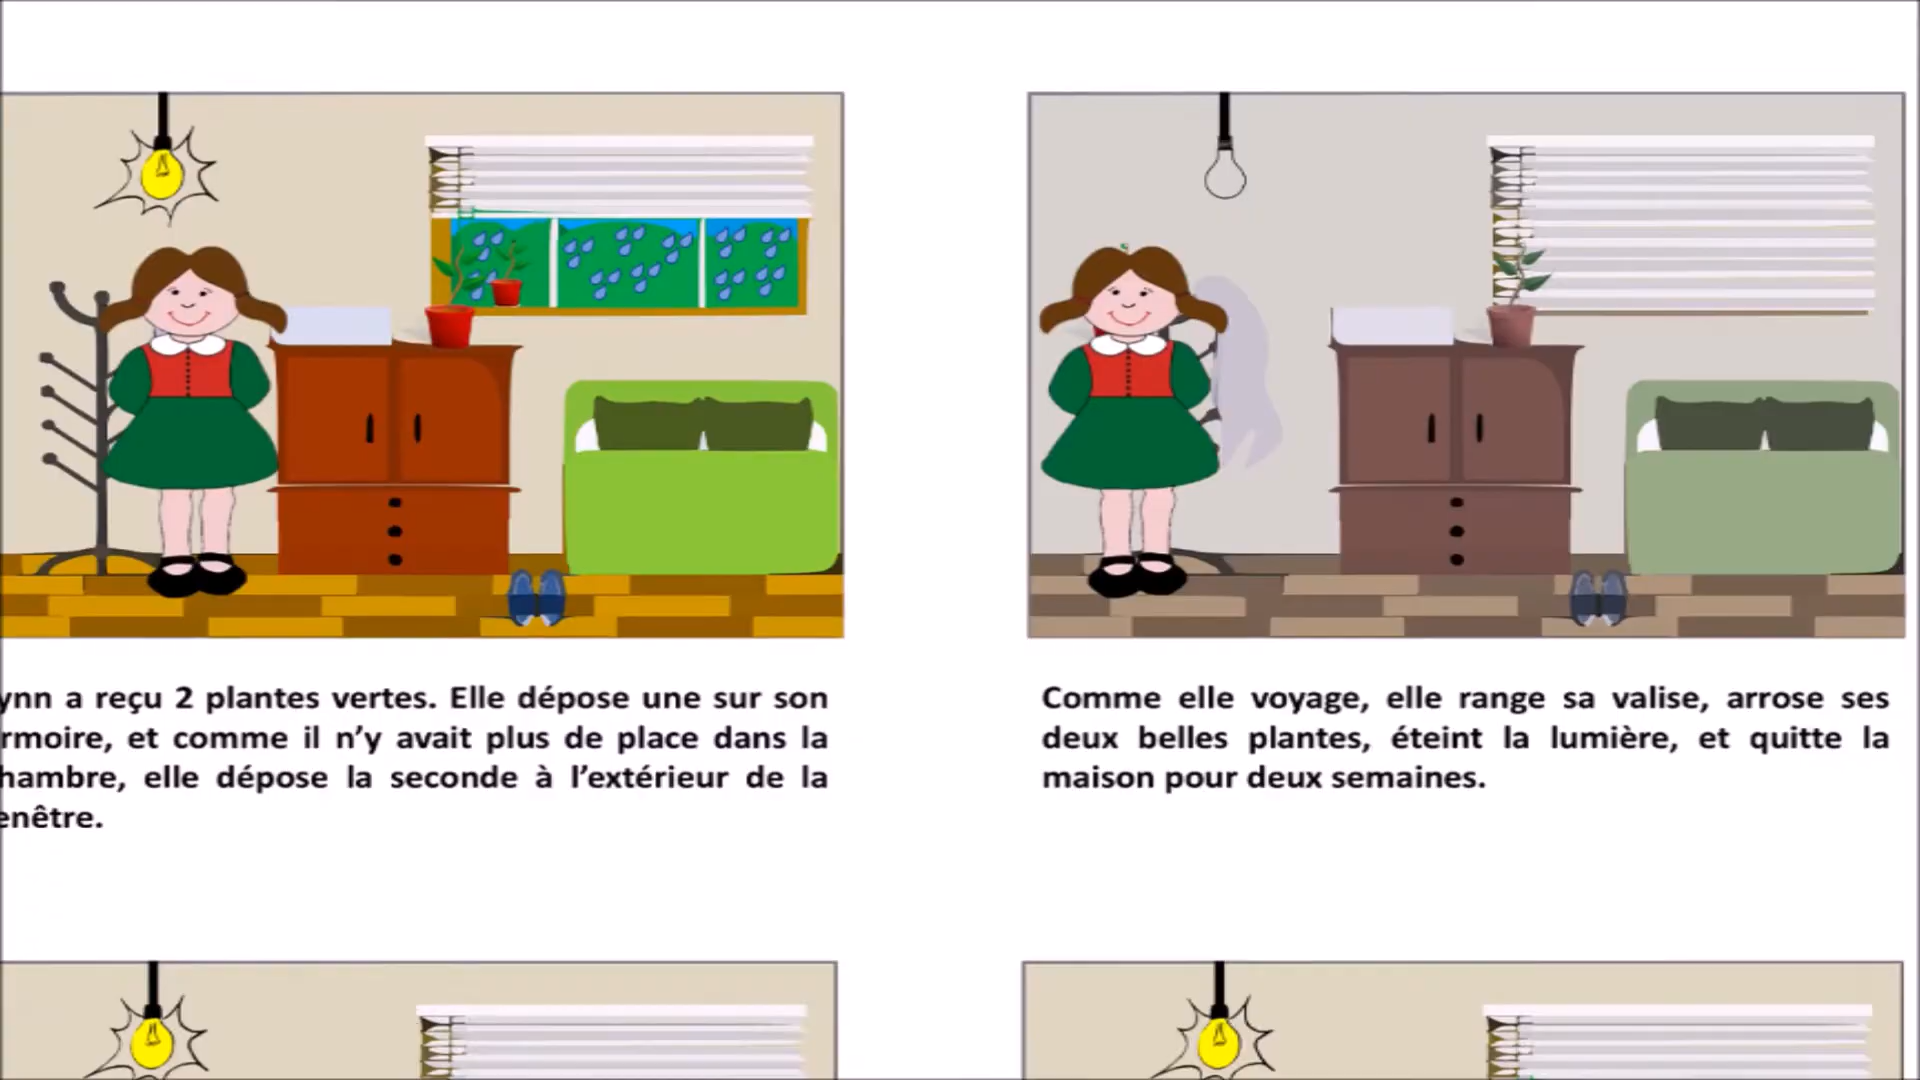 ynn a reçu 2 plantes vertes. Elle dépose une sur son
rmoire, et comme il n’y avait plus de place dans la
hambre, elle dépose la seconde à l’extérieur de la
enêtre.
Comme elle voyage, elle range sa valise, arrose ses
deux belles plantes, éteint la lumière, et quitte la
maison pour deux semaines.